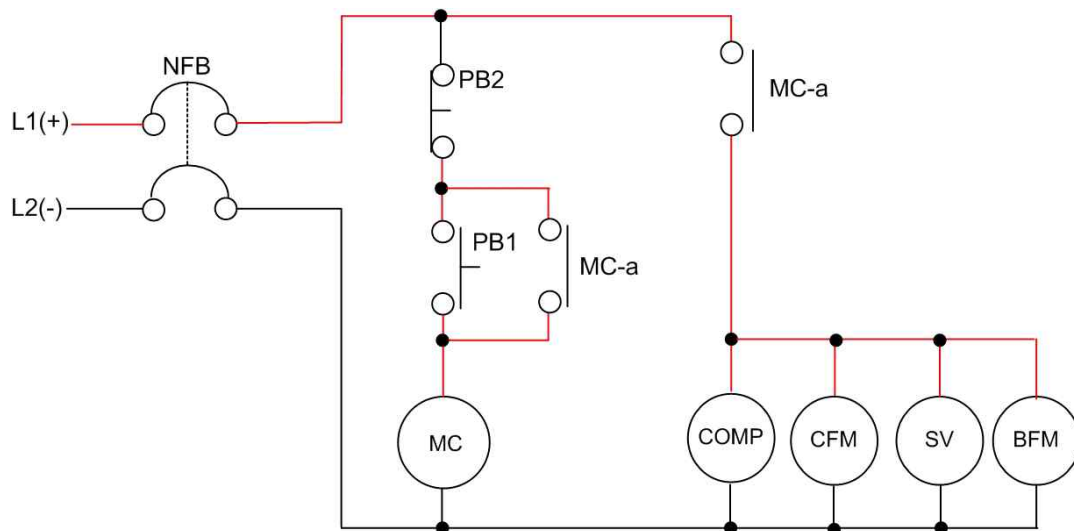 NFB
L1(+)
L2(-)
PB2
MC-a
PB1
MC-a
MC
COMP
CFM
SV
BFM